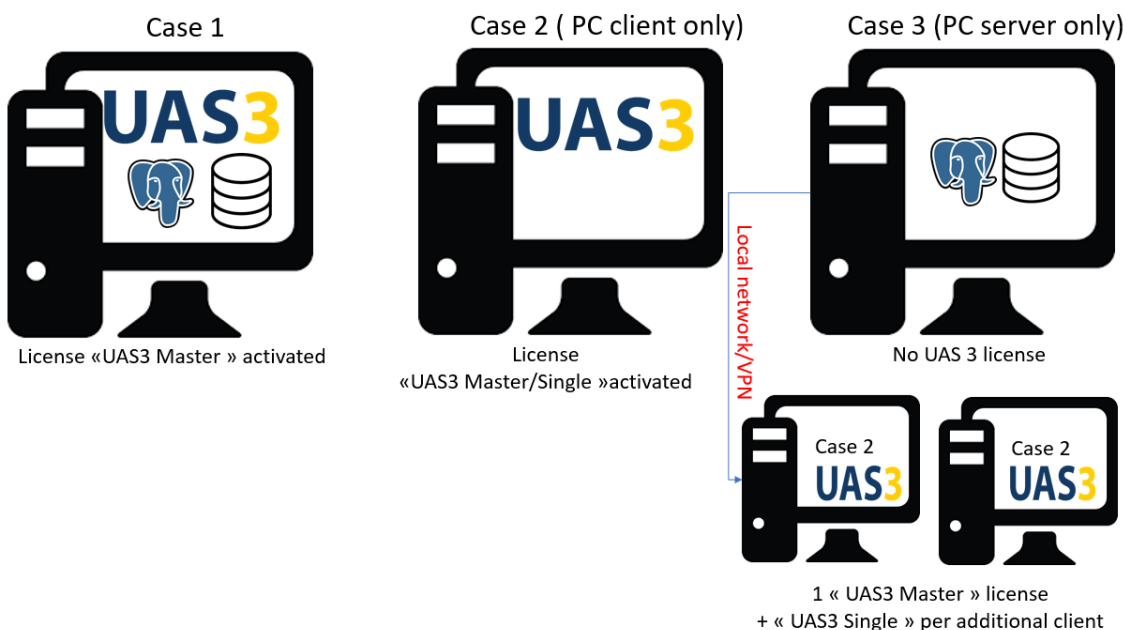 Case 1
Case 2 ( PC client only)
Case 3 (PC server only)
UAS3
UAS3
License «UAS3 Master » activated
License
«UAS3 Master/Single »activated
Local network/VPN
No UAS 3 license
Case 2
UAS3
Case 2
UAS3
1 « UAS3 Master » license
+ « UAS3 Single » per additional client